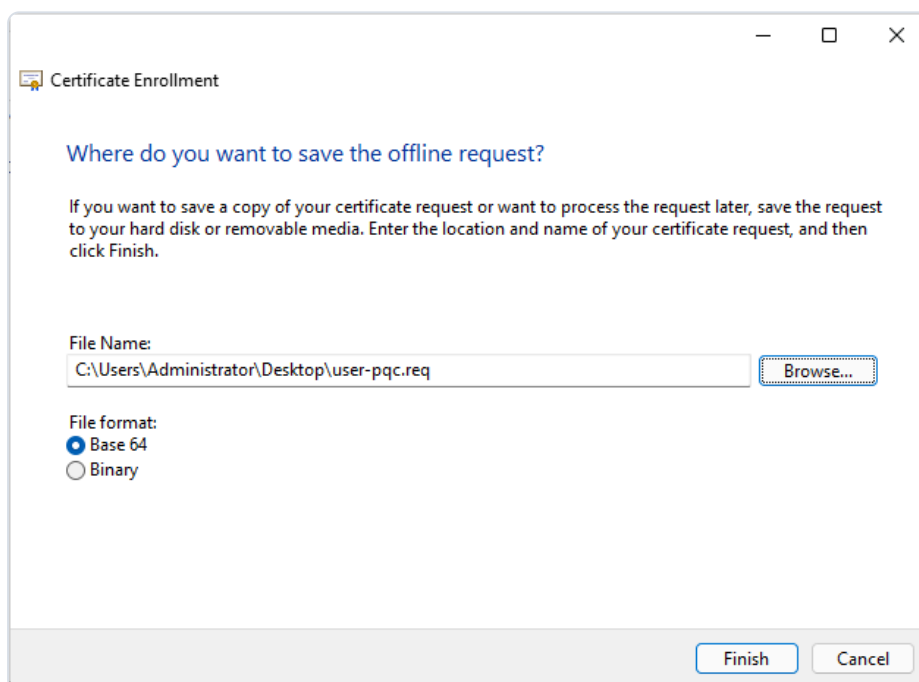 Certificate Enrollment
Where do you want to save the offline request?
If you want to save a copy of your certificate request or want to process the request later, save the request
to your hard disk or removable media. Enter the location and name of your certificate request, and then
click Finish.
File Name:
C:\Users\Administrator\Desktop\user-pqc.req
Browse...
File format:
Base 64
Binary
Finish
Cancel